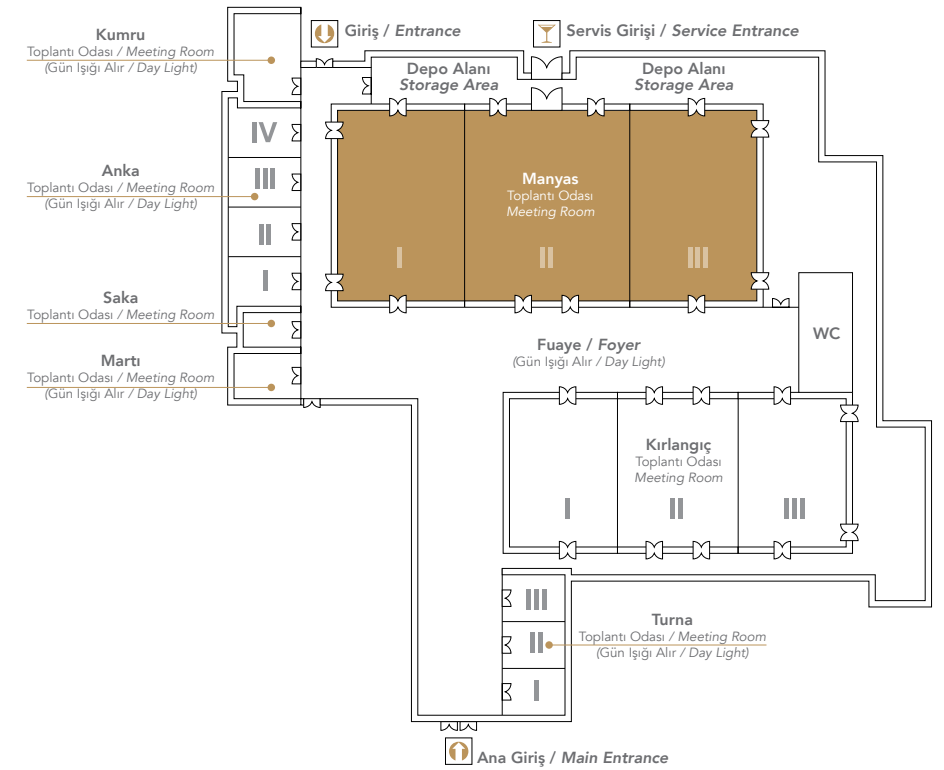 Giriş / Entrance
Servis Girişi / Service Entrance
Kumru
Toplantı Odası / Meeting Room
(Gün Işığı Alır / Day Light)
Depo Alanı
Storage Area
Depo Alanı
Storage Area
IV
Anka
Toplantı Odası / Meeting Room
(Gün Işığı Alır / Day Light)
III
II
I
Manyas
Toplantı Odası
Meeting Room
I
II
III
Saka
Toplantı Odası / Meeting Room
Martı
Toplantı Odası / Meeting Room
(Gün Işığı Alır / Day Light)
Fuaye / Foyer
(Gün Işığı Alır / Day Light)
WC
Kırlangıç
Toplantı Odası
Meeting Room
I
II
III
III
II
I
Turna
Toplantı Odası / Meeting Room
(Gün Işığı Alır / Day Light)
Ana Giriş / Main Entrance